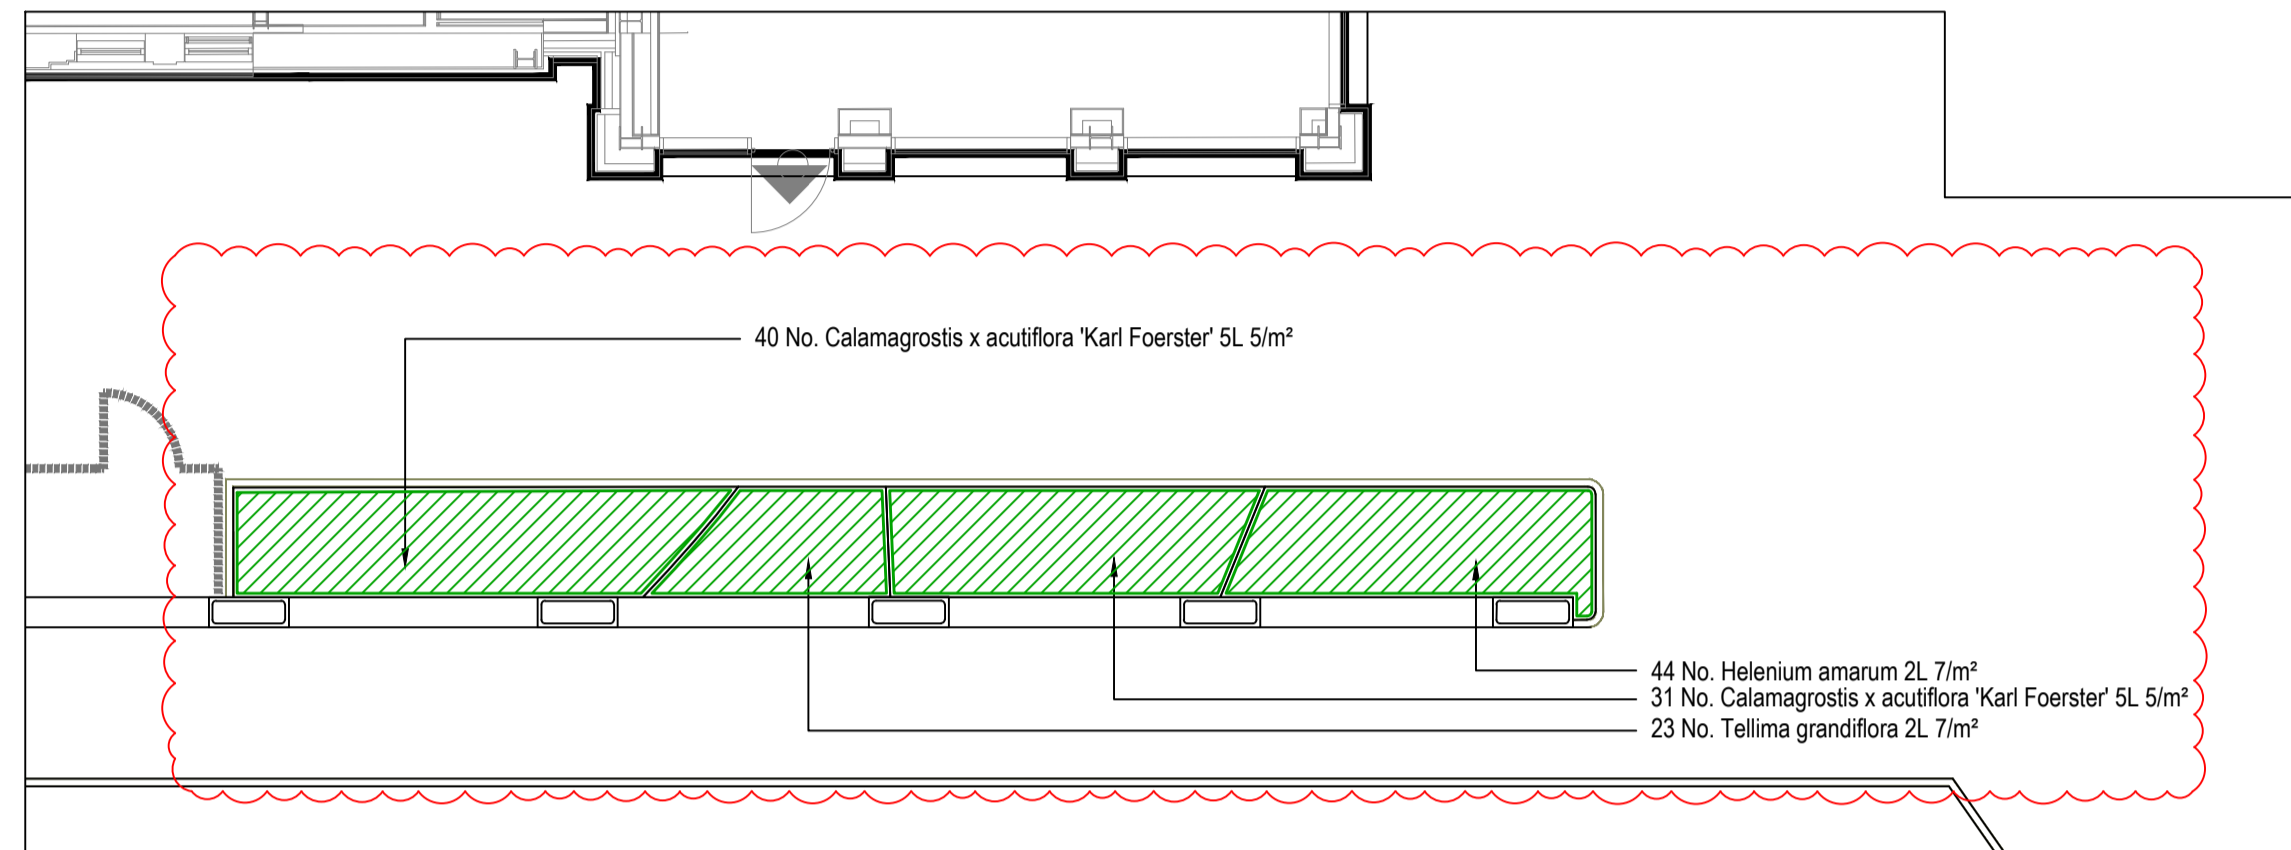 40 No. Calamagrostis x acutiflora 'Karl Foerster' 5L 5/m²
44 No. Helenium amarum 2L 7/m²
31 No. Calamagrostis x acutiflora 'Karl Foerster' 5L 5/m²
23 No. Tellima grandiflora 2L 7/m²